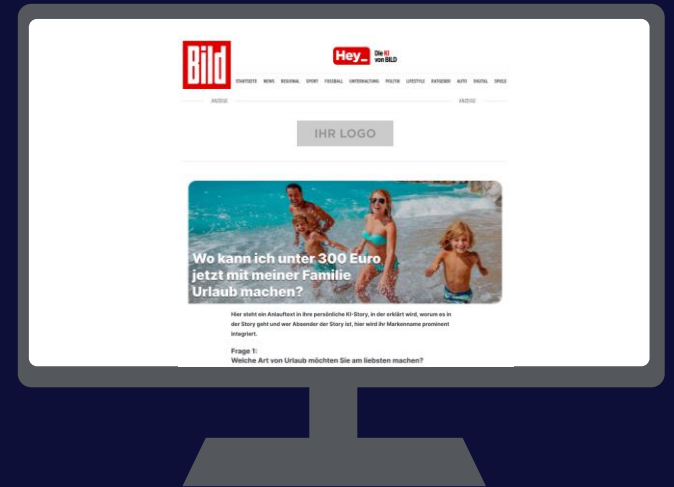 Bild
Hey_ Die KI
von BILD
STARTSEITE NEWS REGIONAL SPORT FUSSBALL UNTERHALTUNG POLITIK LIFESTYLE RATGEBER AUTO DIGITAL SPIELE
ANZEIGE ANZEIGE
IHR LOGO
Wo kann ich unter 300 Euro
jetzt mit meiner Familie
Urlaub machen?
Hier steht ein Anlauftext in ihre persönliche KI-Story, in der erklärt wird, worum es in
der Story geht und wer Absender der Story ist, hier wird ihr Markenname prominent
integriert.
Frage 1:
Welche Art von Urlaub möchten Sie am liebsten machen?